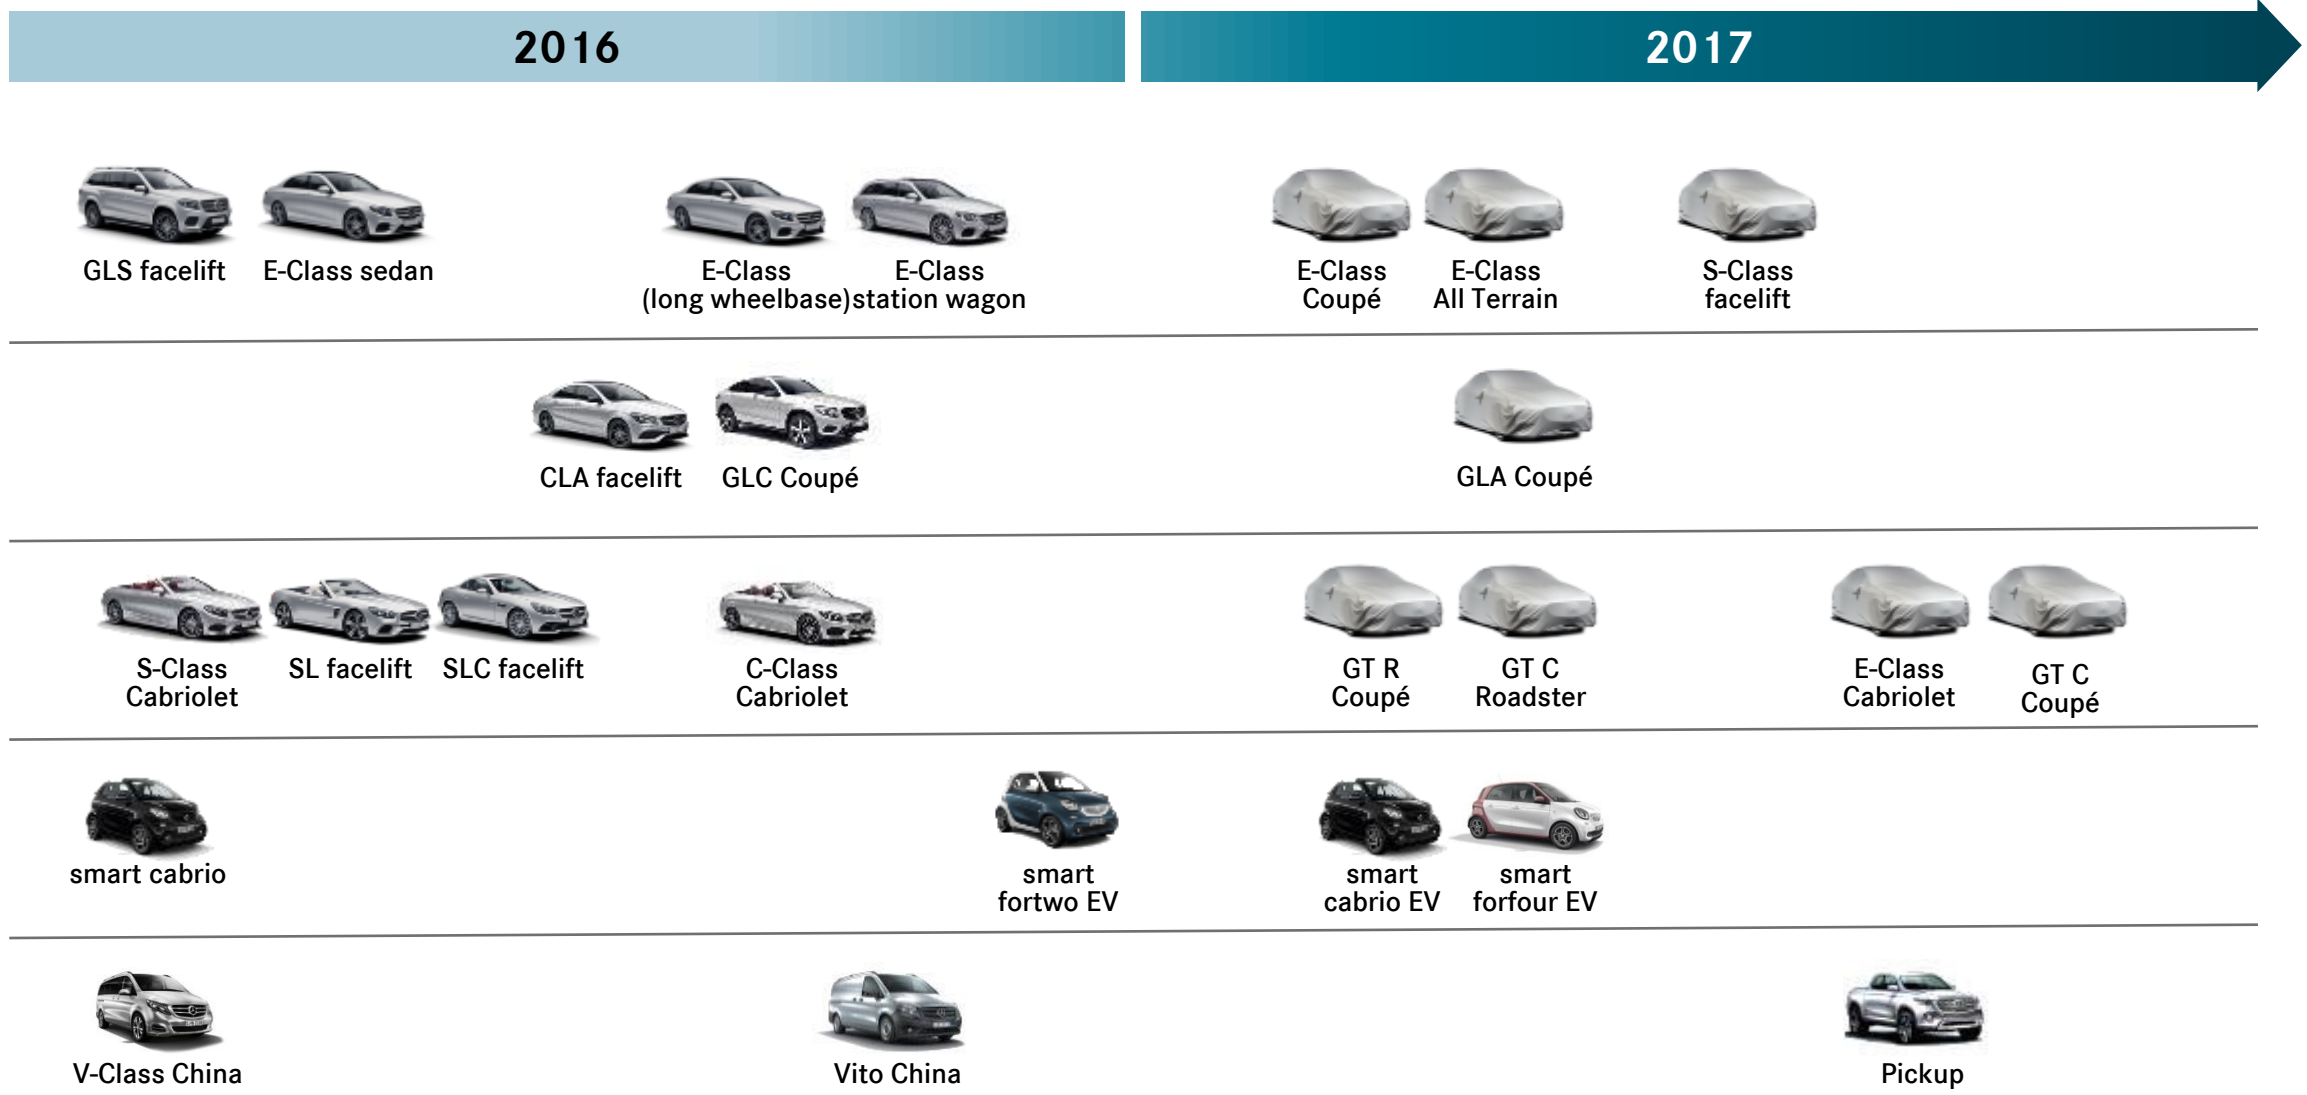 2016
2017
GLS facelift
E-Class sedan
E-Class
(long wheelbase)
E-Class
station wagon
E-Class
Coupé
E-Class
All Terrain
S-Class
facelift
CLA facelift
GLC Coupé
GLA Coupé
S-Class
Cabriolet
SL facelift
SLC facelift
C-Class
Cabriolet
GT R
Coupé
GT C
Roadster
E-Class
Cabriolet
GT C
Coupé
smart cabrio
smart
fortwo EV
smart
cabrio EV
smart
forfour EV
V-Class China
Vito China
Pickup